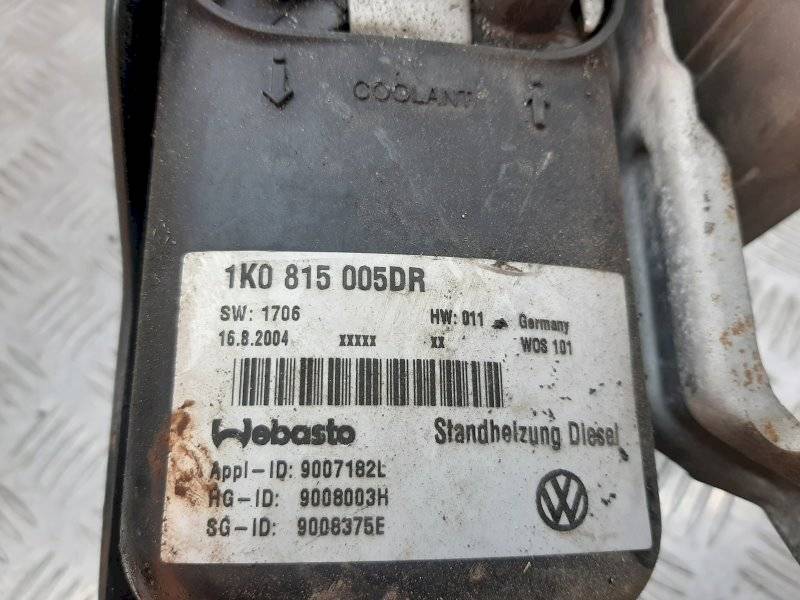 COOLANT
1K0 815 005DR
SW: 1706 HW: 011 Germany
16.8.2004 xxxxx xx WOS 101
Webasto Standheizung Diesel
Appl-ID: 9007182L
HG-ID: 9008003H
SG-ID: 9008375E